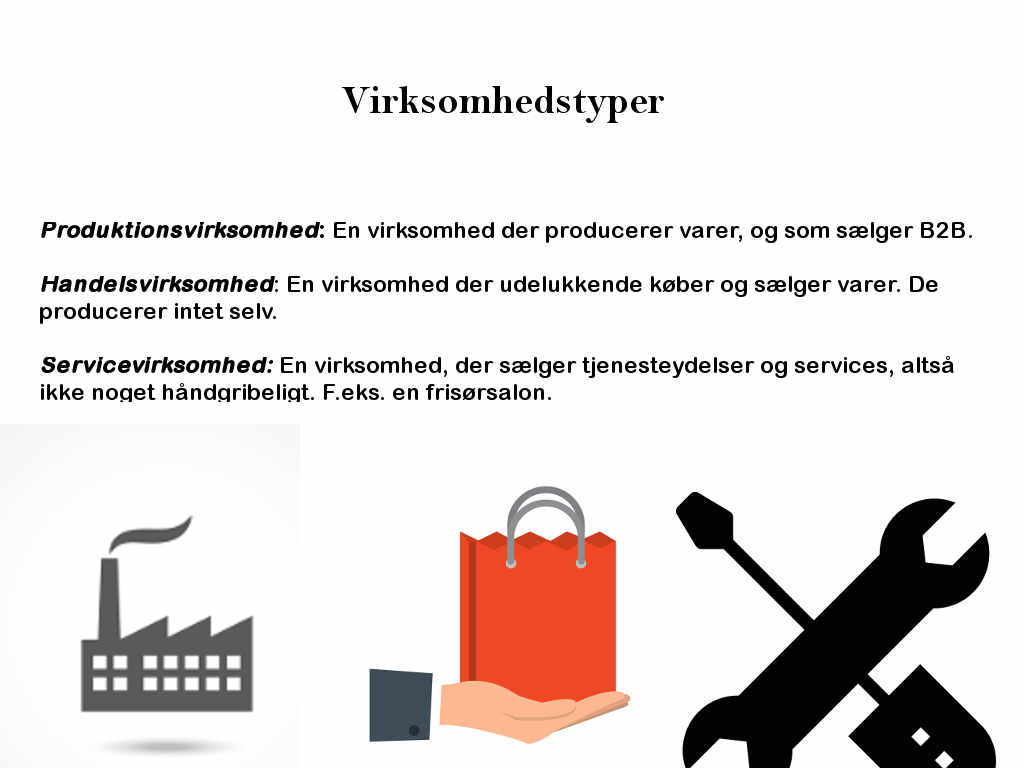 Virksomhedstyper
Produktionsvirksomhed: En virksomhed der producerer varer, og som sælger B2B.
Handelsvirksomhed: En virksomhed der udelukkende køber og sælger varer. De
producerer intet selv.
Servicevirksomhed: En virksomhed, der sælger tjenesteydelser og services, altså
ikke noget håndgribeligt. F.eks. en frisørsalon.